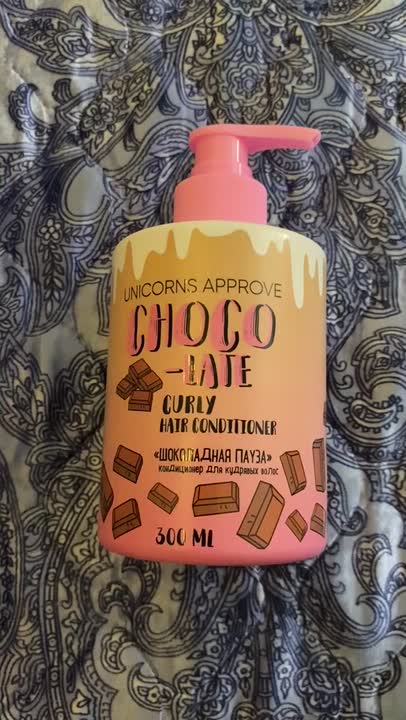 UNICORNS APPROVE
CHOCO
-LATE
CURLY
HAIR CONDITIONER
«ШОКОЛАДНАЯ ПАУЗА»
кондиционер для кудрявых волос
300 ML